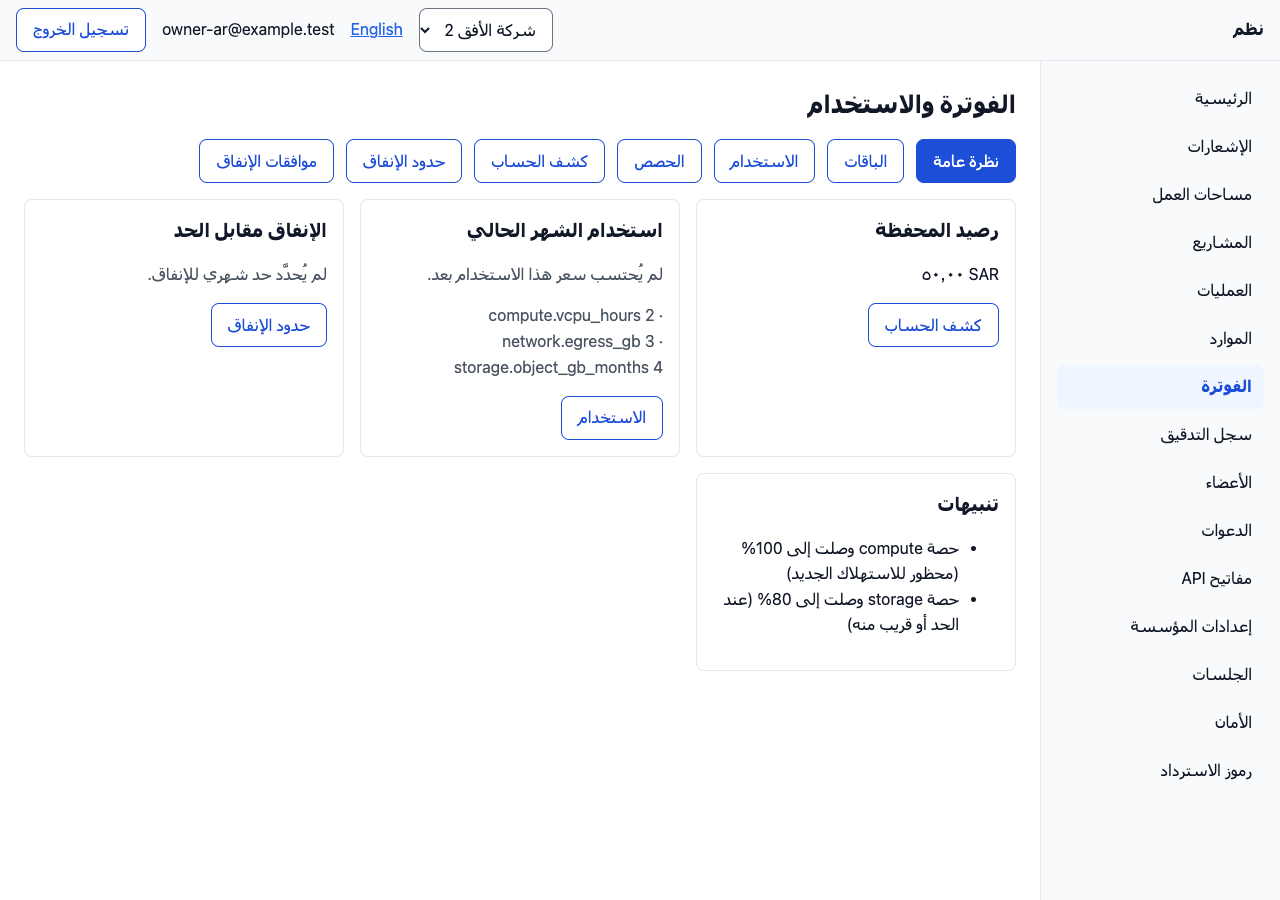 نظم
شركة الأفق 2
English
owner-ar@example.test
تسجيل الخروج
الرئيسية
الإشعارات
مساحات العمل
المشاريع
العمليات
الموارد
الفوترة
سجل التدقيق
الأعضاء
الدعوات
مفاتيح API
إعدادات المؤسسة
الجلسات
الأمان
رموز الاسترداد
الفوترة والاستخدام
نظرة عامة
الباقات
الاستخدام
الحصص
كشف الحساب
حدود الإنفاق
موافقات الإنفاق
رصيد المحفظة
٥٠,٠٠ SAR
كشف الحساب
استخدام الشهر الحالي
لم يُحتسب سعر هذا الاستخدام بعد.
compute.vcpu_hours 2 ·
network.egress_gb 3 ·
storage.object_gb_months 4
الاستخدام
الإنفاق مقابل الحد
لم يُحدَّد حد شهري للإنفاق.
حدود الإنفاق
تنبيهات
• حصة compute وصلت إلى 100%
(محظور للاستهلاك الجديد)
• حصة storage وصلت إلى 80% (عند
الحد أو قريب منه)